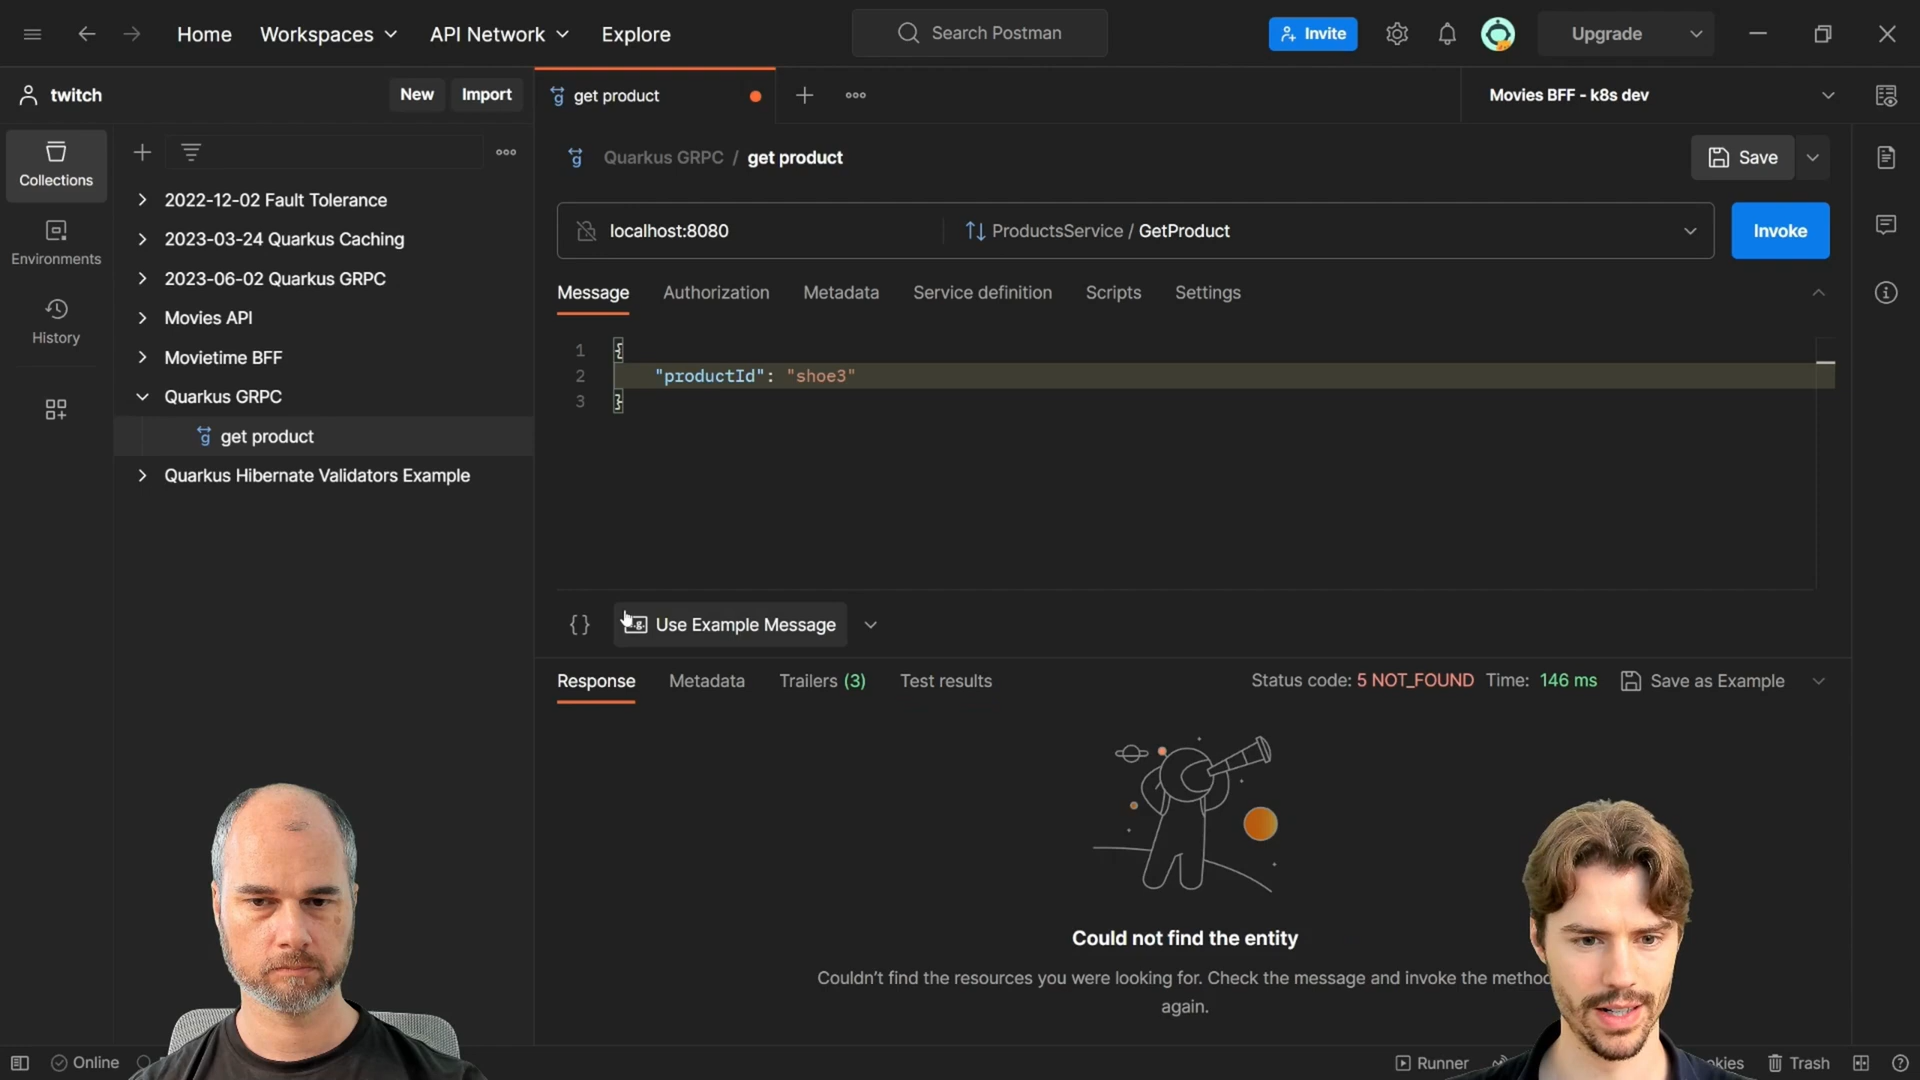 Home
Workspaces
API Network
Explore
Search Postman
Invite
Upgrade
twitch
New
Import
get product
Movies BFF - k8s dev
Collections
Environments
History
2022-12-02 Fault Tolerance
2023-03-24 Quarkus Caching
2023-06-02 Quarkus GRPC
Movies API
Movietime BFF
Quarkus GRPC
get product
Quarkus Hibernate Validators Example
Quarkus GRPC / get product
Save
localhost:8080
ProductsService / GetProduct
Invoke
Message
Authorization
Metadata
Service definition
Scripts
Settings
1 {
2 "productId": "shoe3"
3 }
{} Use Example Message
Response
Metadata
Trailers (3)
Test results
Status code: 5 NOT_FOUND Time: 146 ms
Save as Example
Could not find the entity
Couldn't find the resources you were looking for. Check the message and invoke the
again.
Online
Runner
Trash